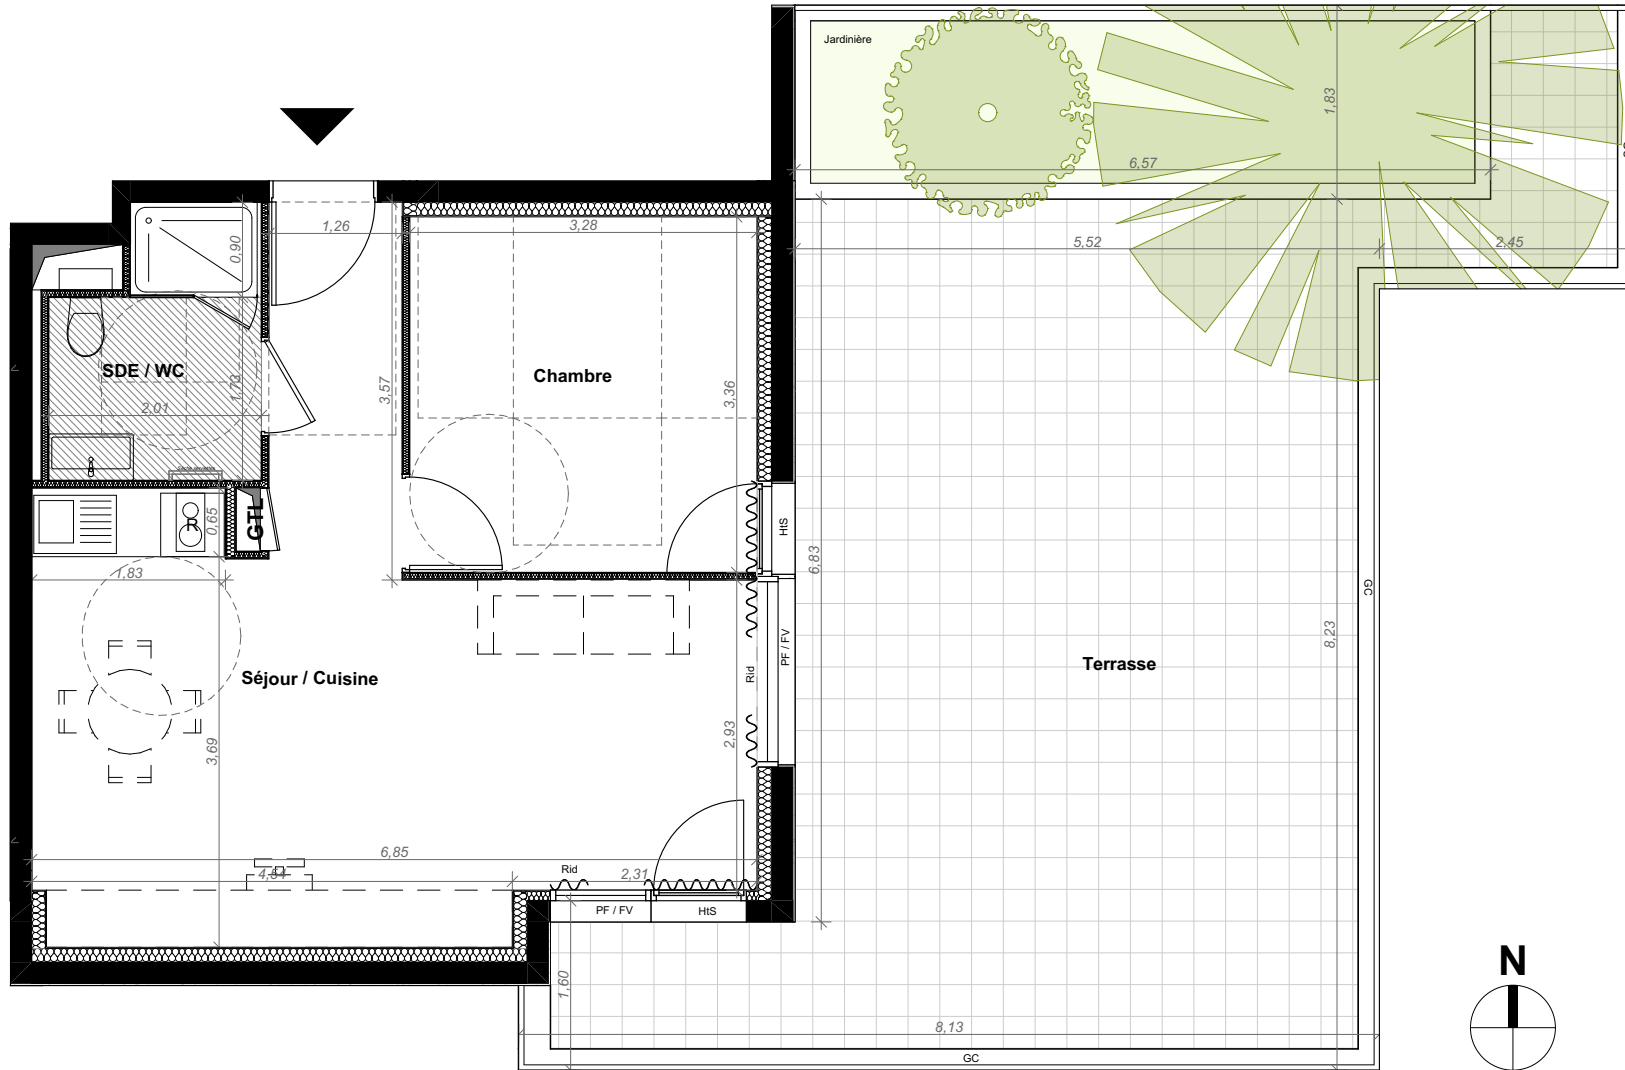 Jardinière
1,83
6,57
5,52
2,45
1,26
3,28
0,90
SDE / WC
1,73
2,01
3,57
Chambre
3,36
R
0,65
GTL
HtS
6,83
1,83
PF / FV
GC
8,23
Séjour / Cuisine
Rid
Terrasse
3,69
2,93
6,85
4,54
Rid
2,31
PF / FV
HtS
1,60
8,13
GC
N